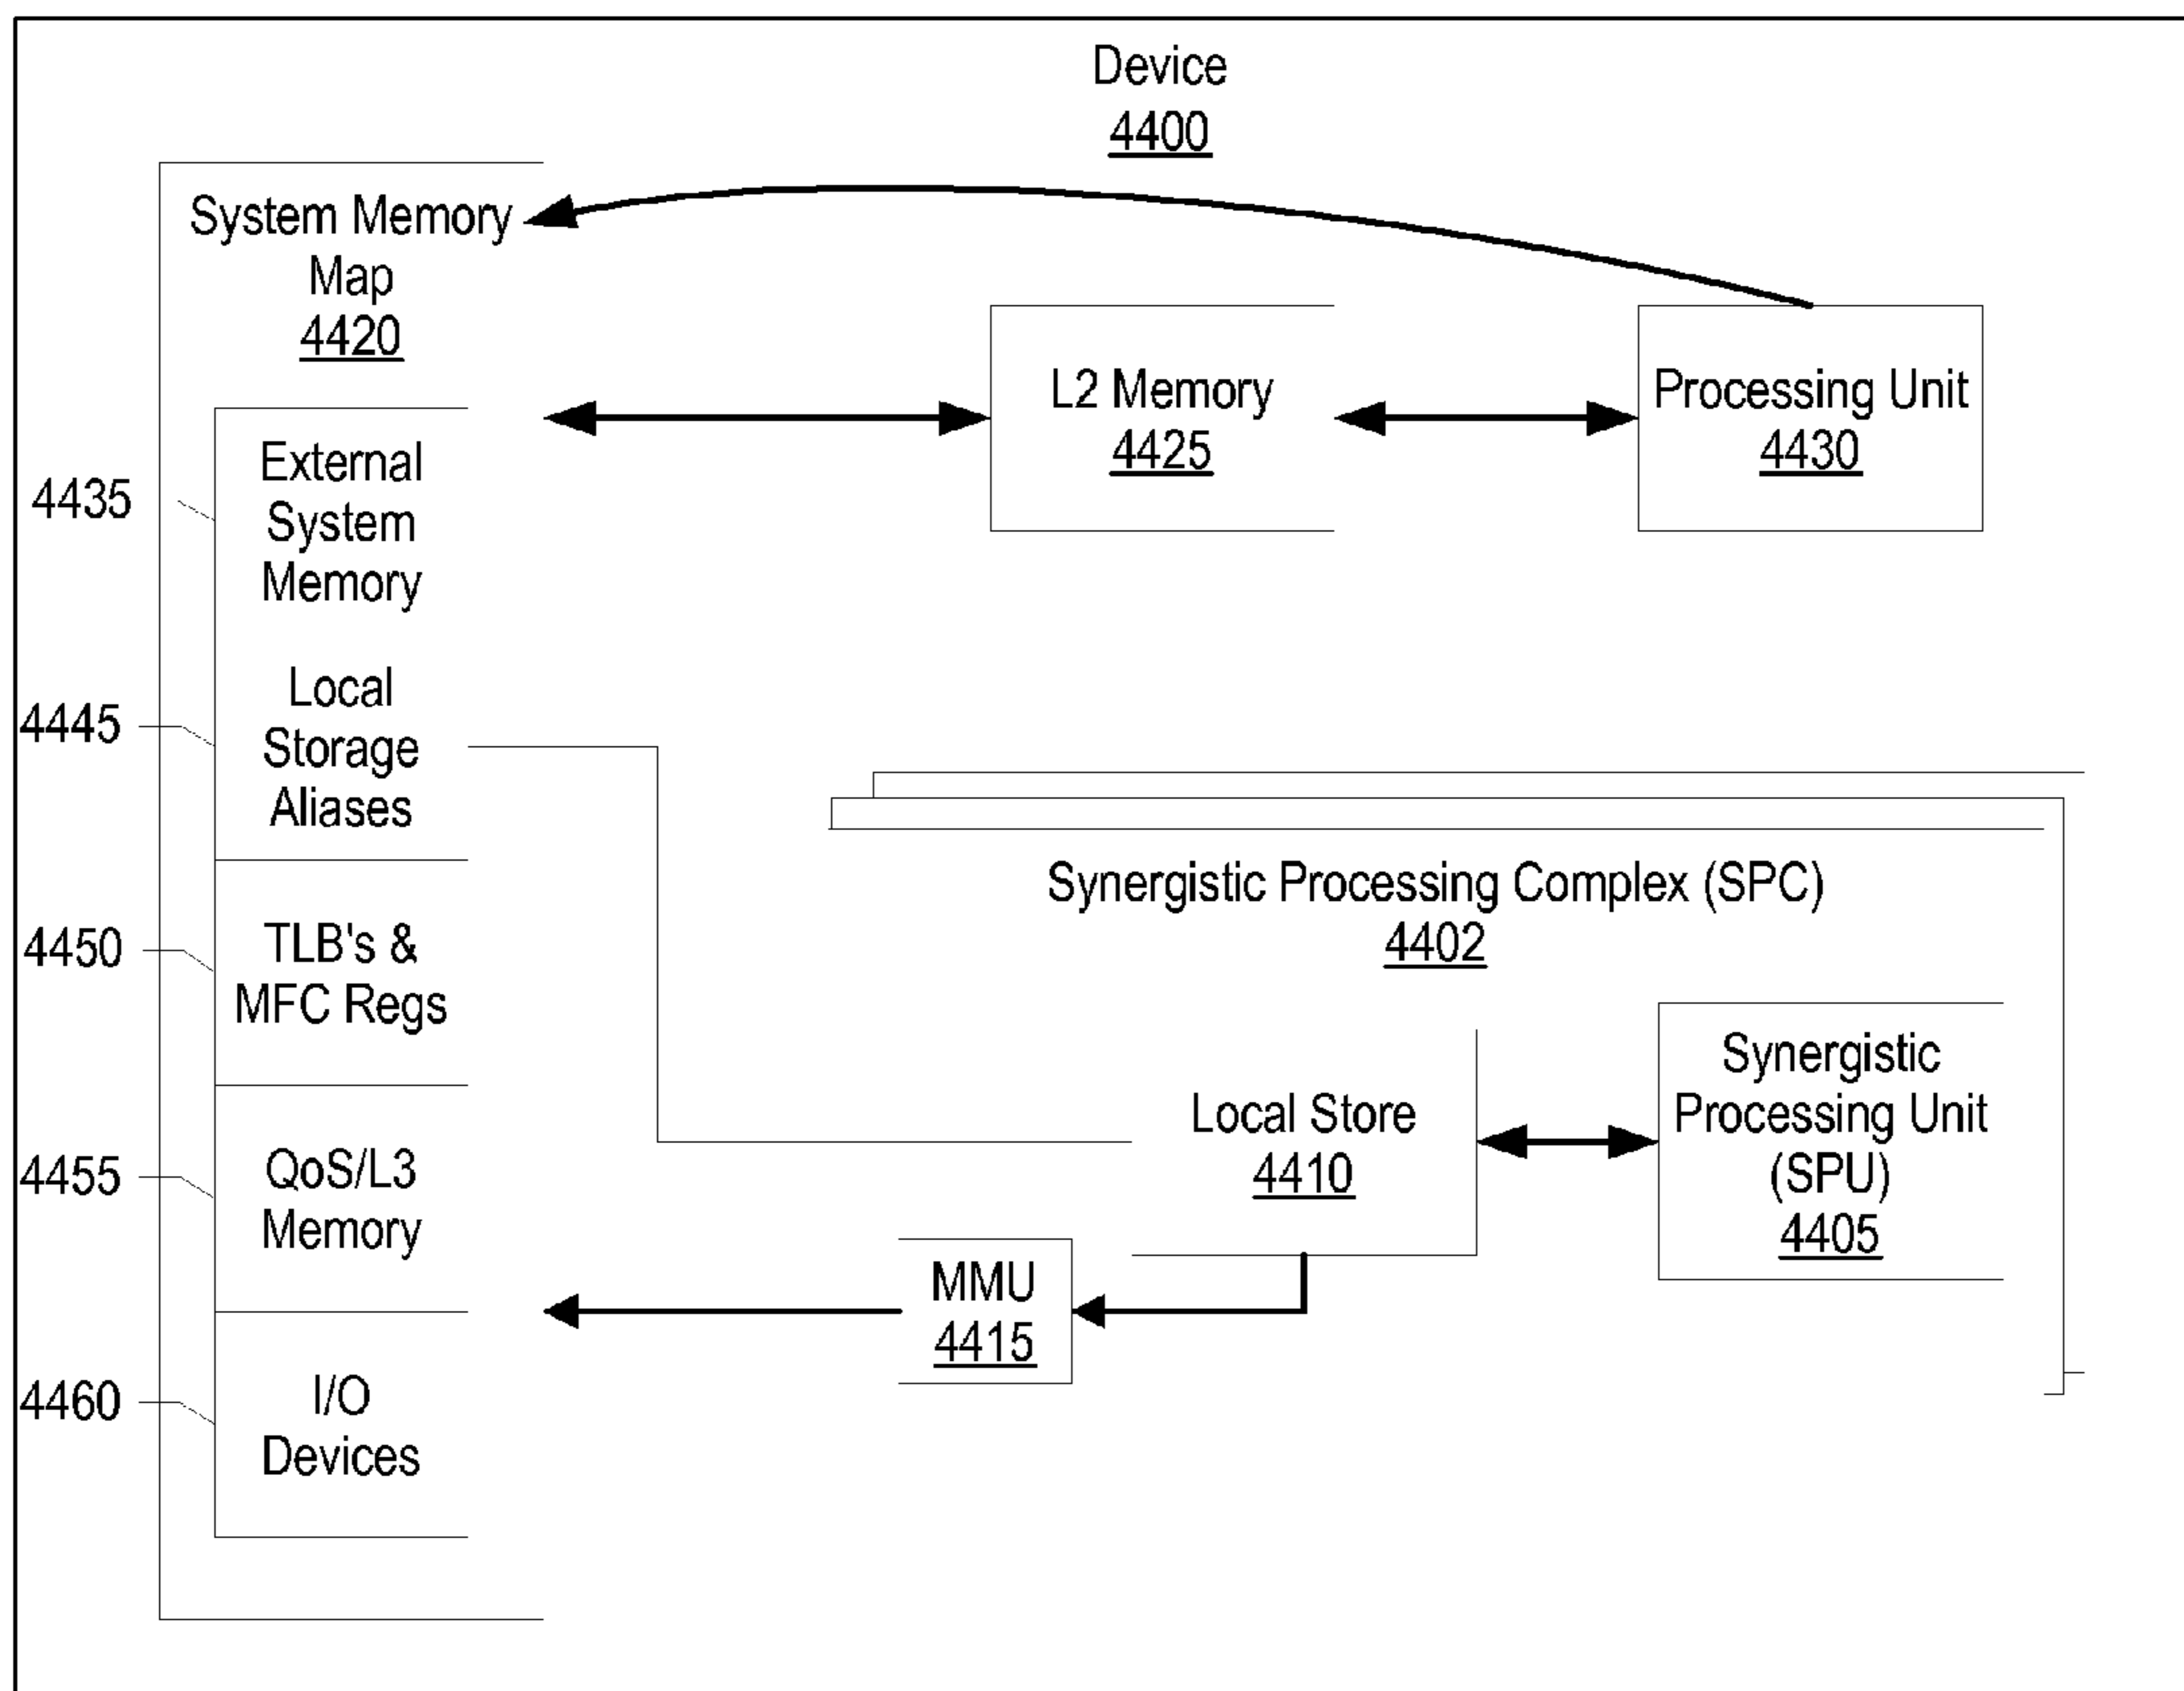 Device
4400
System Memory
Map
4420
L2 Memory
4425
Processing Unit
4430
4435
External
System
Memory
4445
Local
Storage
Aliases
Synergistic Processing Complex (SPC)
4402
4450
TLB's &
MFC Regs
Synergistic
Processing Unit
(SPU)
4405
Local Store
4410
4455
QoS/L3
Memory
MMU
4415
4460
I/O
Devices